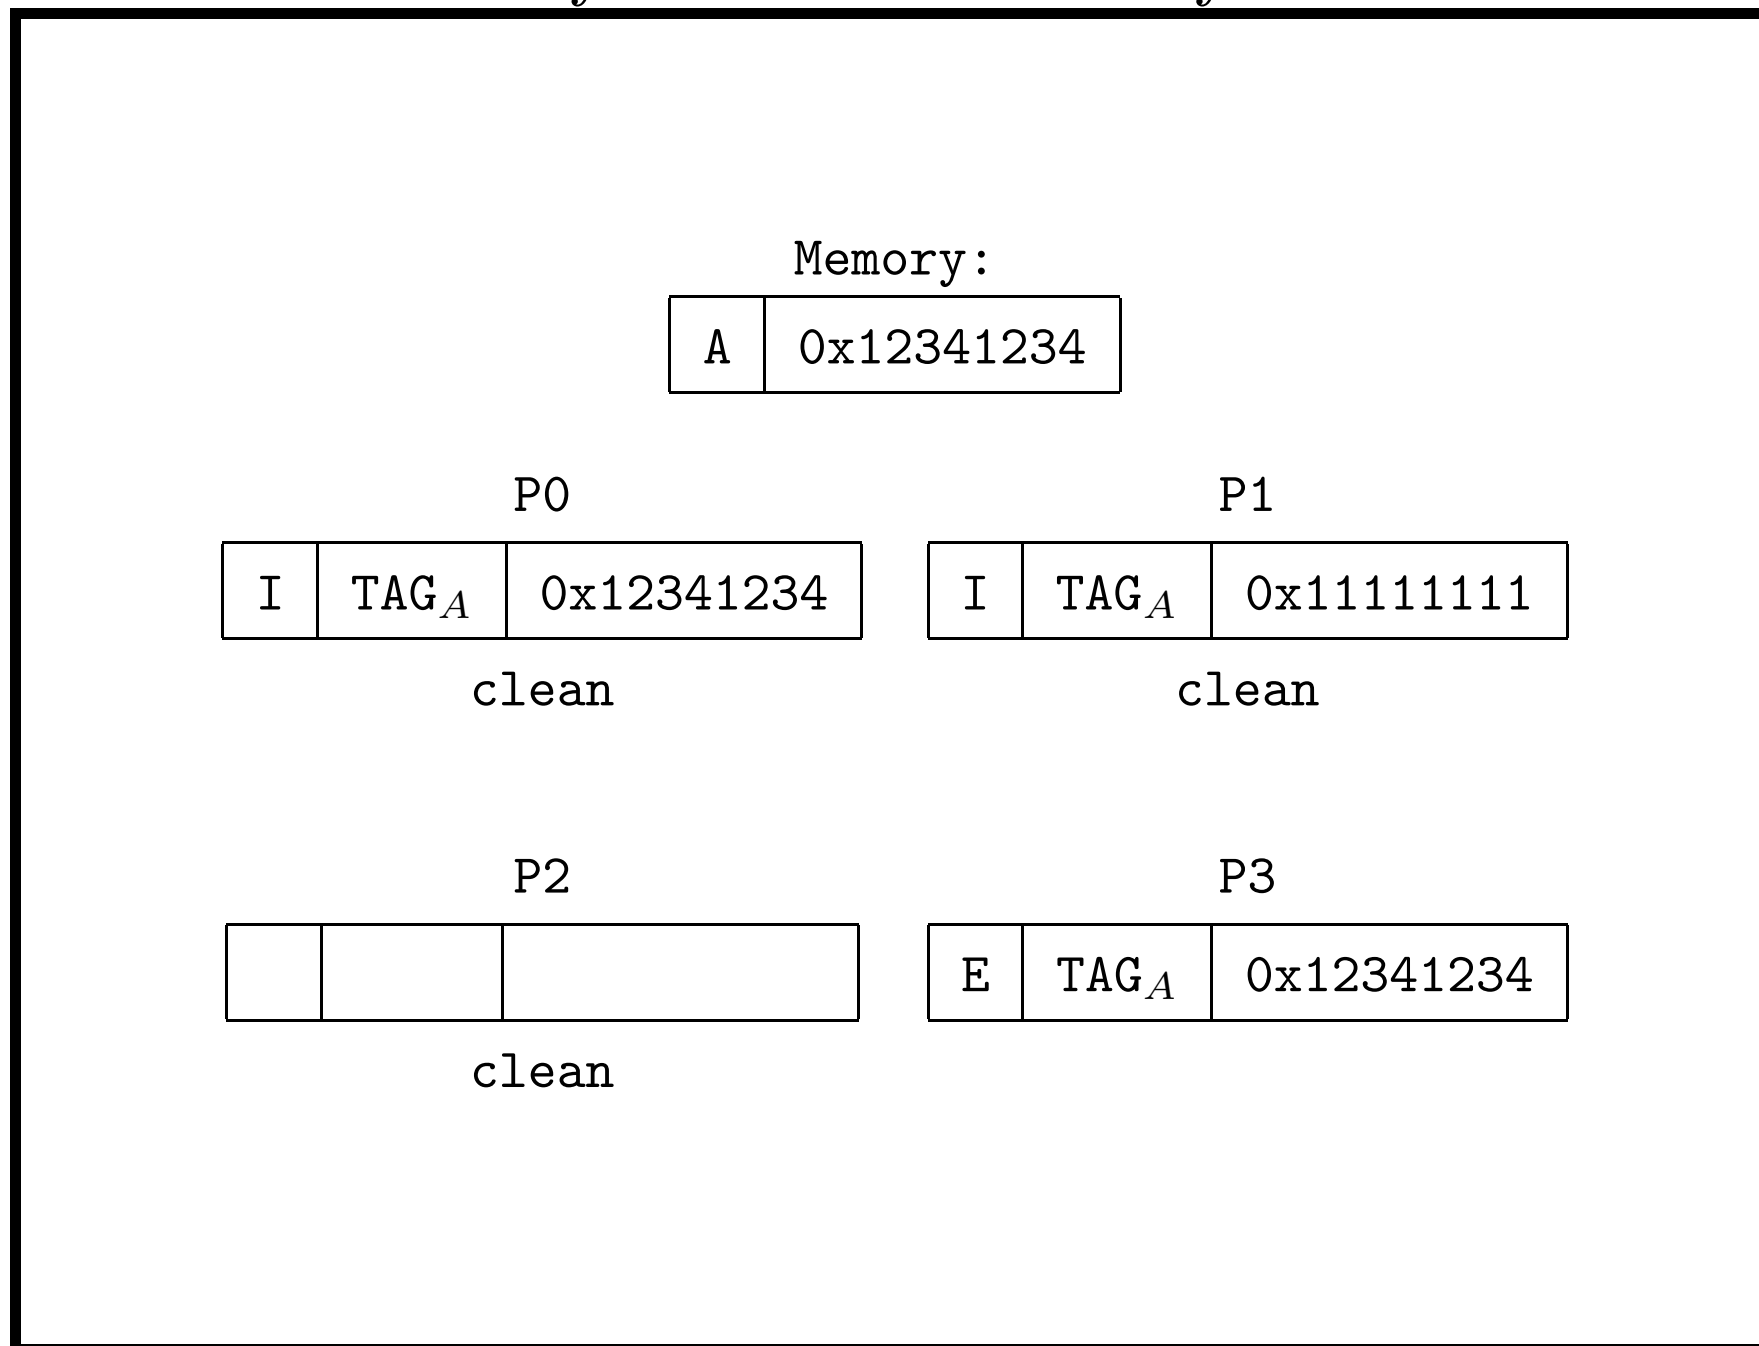 Memory:
A 0x12341234
P0 P1
I TAG_A 0x12341234 I TAG_A 0x11111111
clean clean
P2 P3
E TAG_A 0x12341234
clean